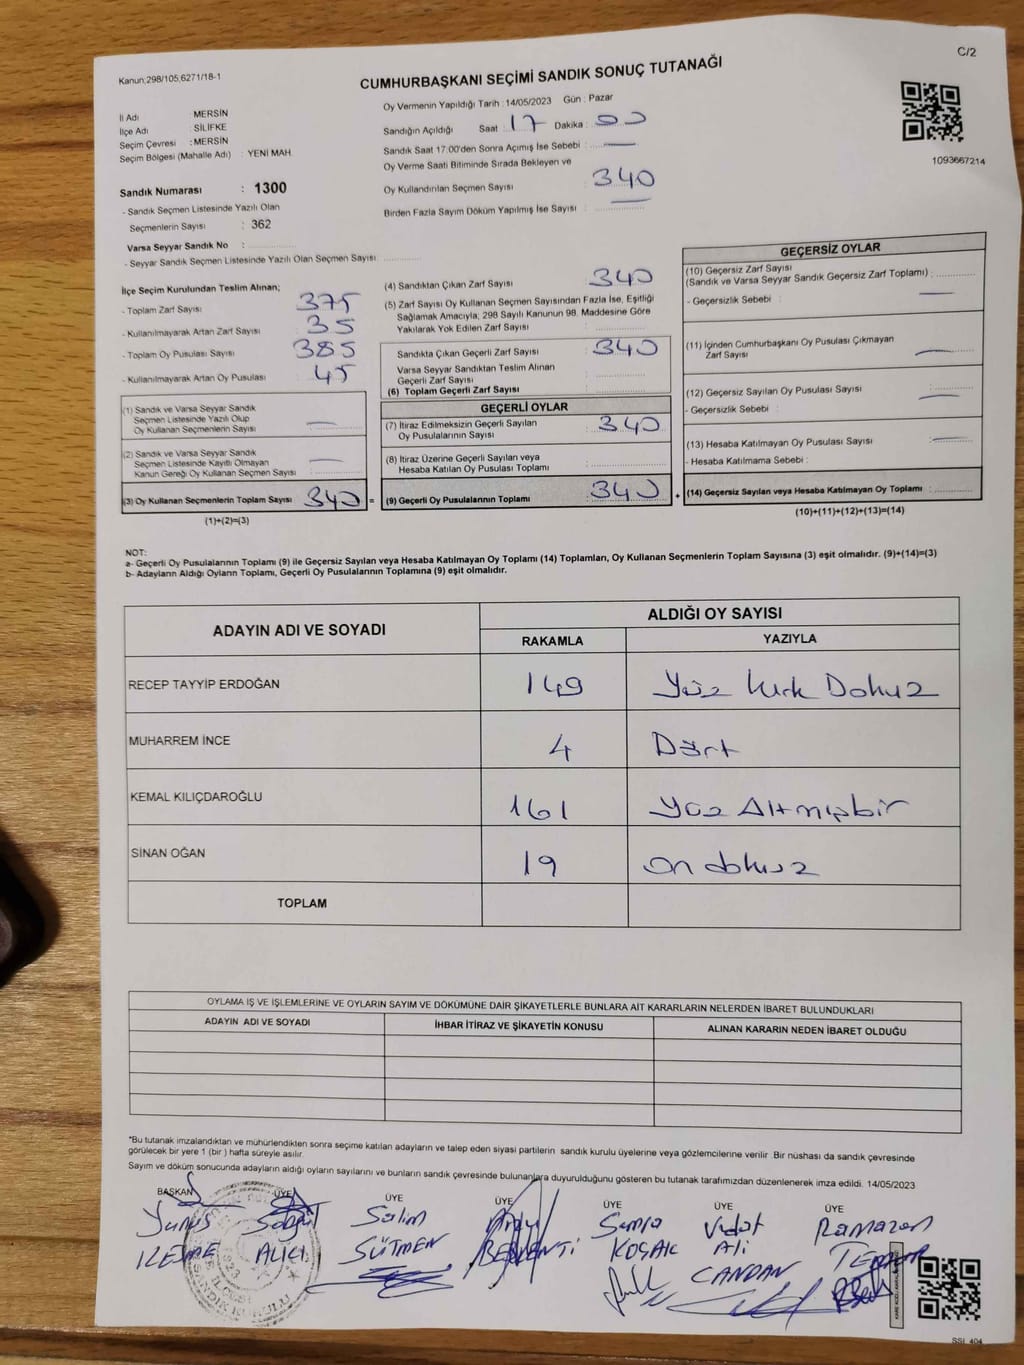 Kanun:298/105,6271/18-1
C/2
CUMHURBAŞKANI SEÇİMİ SANDIK SONUÇ TUTANAĞI
İl Adı MERSİN
İlçe Adı SİLİFKE
Seçim Çevresi : MERSİN
Seçim Bölgesi (Mahalle Adı) : YENİ MAH
Sandık Numarası : 1300
- Sandık Seçmen Listesinde Yazılı Olan
Seçmenlerin Sayısı : 362
Varsa Seyyar Sandık No :
- Seyyar Sandık Seçmen Listesinde Yazılı Olan Seçmen Sayısı:
Oy Vermenin Yapıldığı Tarih : 14/05/2023 Gün : Pazar
Sandığın Açıldığı Saat : 17 Dakika : 00
Sandık Saat 17:00'den Sonra Açımış İse Sebebi :
Oy Verme Saati Bitiminde Sırada Bekleyen ve
Oy Kullandırılan Seçmen Sayısı : 340
Birden Fazla Sayım Döküm Yapılmış İse Sayısı :
1093667214
İlçe Seçim Kurulundan Teslim Alınan;
- Toplam Zarf Sayısı : 375
- Kullanılmayarak Artan Zarf Sayısı : 35
- Toplam Oy Pusulası Sayısı : 385
- Kullanılmayarak Artan Oy Pusulası : 45
(1) Sandık ve Varsa Seyyar Sandık
Seçmen Listesinde Yazılı Olup
Oy Kullanan Seçmenlerin Sayısı :
(2) Sandık ve Varsa Seyyar Sandık
Seçmen Listesinde Kayıtlı Olmayan
Kanun Gereği Oy Kullanan Seçmen Sayısı :
(3) Oy Kullanan Seçmenlerin Toplam Sayısı : 340 =
(1)+(2)=(3)
(4) Sandıktan Çıkan Zarf Sayısı : 340
(5) Zarf Sayısı Oy Kullanan Seçmen Sayısından Fazla İse, Eşitliği
Sağlamak Amacıyla, 298 Sayılı Kanunun 98. Maddesine Göre
Yakılarak Yok Edilen Zarf Sayısı :
Sandıkta Çıkan Geçerli Zarf Sayısı : 340
Varsa Seyyar Sandıktan Teslim Alınan
Geçerli Zarf Sayısı :
(6) Toplam Geçerli Zarf Sayısı :
GEÇERLİ OYLAR
(7) İtiraz Edilmeksizin Geçerli Sayılan
Oy Pusulalarının Sayısı : 340
(8) İtiraz Üzerine Geçerli Sayılan veya
Hesaba Katılan Oy Pusulası Toplamı :
(9) Geçerli Oy Pusulalarının Toplamı : 340 +
GEÇERSİZ OYLAR
(10) Geçersiz Zarf Sayısı
(Sandık ve Varsa Seyyar Sandık Geçersiz Zarf Toplamı) :
- Geçersizlik Sebebi :
(11) İçinden Cumhurbaşkanı Oy Pusulası Çıkmayan
Zarf Sayısı :
(12) Geçersiz Sayılan Oy Pusulası Sayısı :
- Geçersizlik Sebebi :
(13) Hesaba Katılmayan Oy Pusulası Sayısı :
- Hesaba Katılmama Sebebi :
(14) Geçersiz Sayılan veya Hesaba Katılmayan Oy Toplamı :
(10)+(11)+(12)+(13)=(14)
NOT:
a- Geçerli Oy Pusulalarının Toplamı (9) ile Geçersiz Sayılan veya Hesaba Katılmayan Oy Toplamı (14) Toplamları, Oy Kullanan Seçmenlerin Toplam Sayısına (3) eşit olmalıdır. (9)+(14)=(3)
b- Adayların Aldığı Oyların Toplamı, Geçerli Oy Pusulalarının Toplamına (9) eşit olmalıdır.
ADAYIN ADI VE SOYADI
ALDIĞI OY SAYISI
RAKAMLA YAZIYLA
RECEP TAYYİP ERDOĞAN 149 Yüz kırk Dokuz
MUHARREM İNCE 4 Dört
KEMAL KILIÇDAROĞLU 161 Yüz Altmışbir
SİNAN OĞAN 19 on dokuz
TOPLAM
OYLAMA İŞ VE İŞLEMLERİNE VE OYLARIN SAYIM VE DÖKÜMÜNE DAİR ŞİKAYETLERLE BUNLARA AİT KARARLARIN NELERDEN İBARET BULUNDUKLARI
ADAYIN ADI VE SOYADI İHBAR İTİRAZ VE ŞİKAYETİN KONUSU ALINAN KARARIN NEDEN İBARET OLDUĞU
*Bu tutanak imzalandıktan ve mühürlendikten sonra seçime katılan adayların ve talep eden siyasi partilerin sandık kurulu üyelerine veya gözlemcilerine verilir. Bir nüshası da sandık çevresinde
görülecek bir yere 1 (bir ) hafta süreyle asılır.
Sayım ve döküm sonucunda adayların aldığı oyların sayılarını ve bunların sandık çevresinde bulunanlara duyurulduğunu gösteren bu tutanak tarafımızdan düzenlenerek imza edildi. 14/05/2023
BAŞKAN ÜYE ÜYE ÜYE ÜYE ÜYE ÜYE
Yunus Salim Semra Vedat Ramazan
ALICI SÜTMEN KOÇAK Ali
CANDAN
SANDIK KURULU
SSI 404